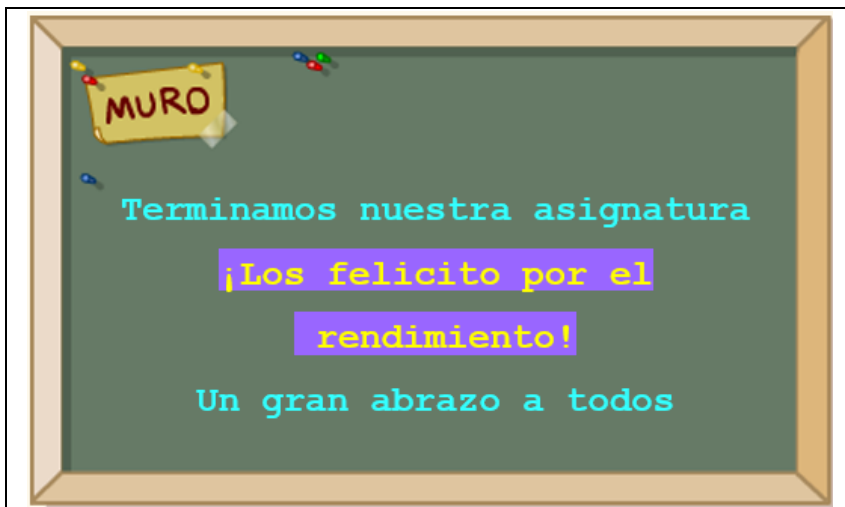 MURO
Terminamos nuestra asignatura
¡Los felicito por el
rendimiento!
Un gran abrazo a todos